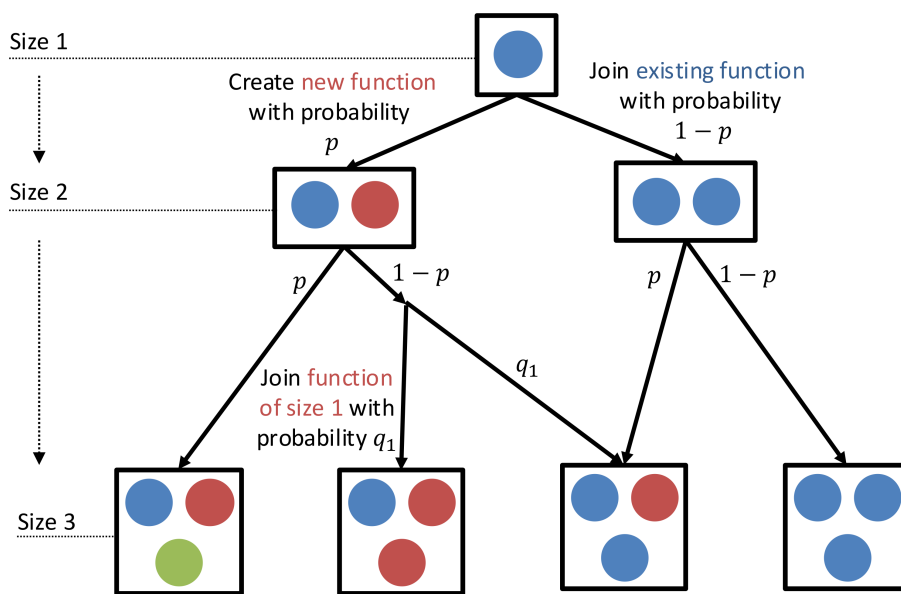 Size 1
Create new function
with probability
p
Join existing function
with probability
1 − p
Size 2
p
1 − p
p
1 − p
Join function
of size 1 with
probability q₁
q₁
Size 3